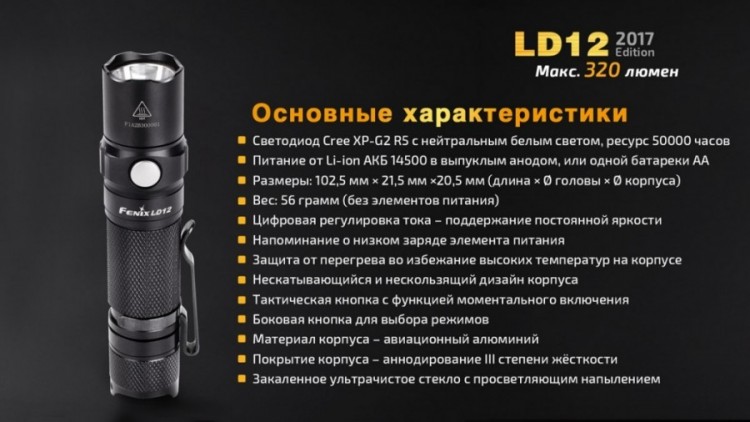 LD12 2017
Edition
Макс. 320 люмен
Основные характеристики
Светодиод Cree XP-G2 R5 с нейтральным белым светом, ресурс 50000 часов
Питание от Li-ion АКБ 14500 в выпуклым анодом, или одной батареки АА
Размеры: 102,5 мм × 21,5 мм ×20,5 мм (длина × Ø головы × Ø корпуса)
Вес: 56 грамм (без элементов питания)
Цифровая регулировка тока – поддержание постоянной яркости
Напоминание о низком заряде элемента питания
Защита от перегрева во избежание высоких температур на корпусе
Нескатывающийся и нескользящий дизайн корпуса
Тактическая кнопка с функцией моментального включения
Боковая кнопка для выбора режимов
Материал корпуса – авиационный алюминий
Покрытие корпуса – аннодирование III степени жёсткости
Закаленное ультрачистое стекло с просветляющим напылением
FENIX LD12